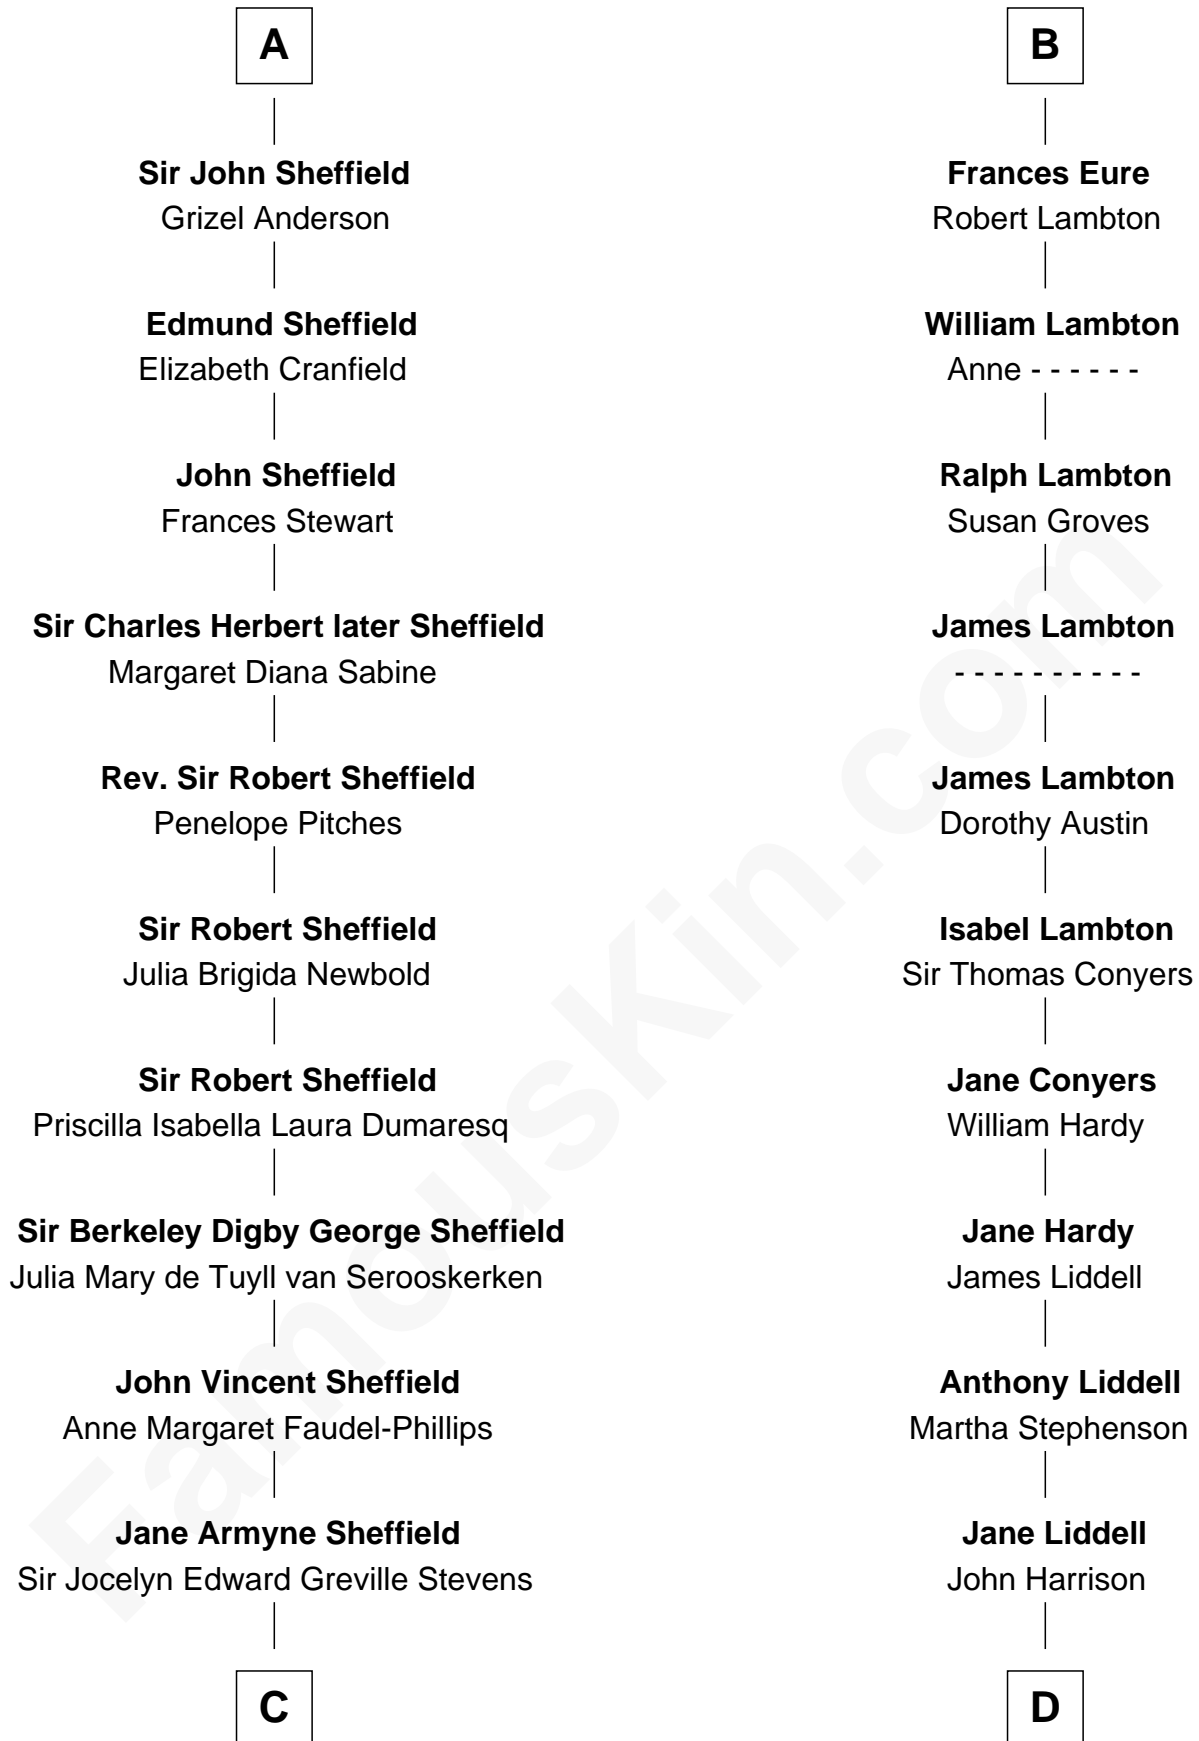 A
Sir John Sheffield
Grizel Anderson
Edmund Sheffield
Elizabeth Cranfield
John Sheffield
Frances Stewart
Sir Charles Herbert later Sheffield
Margaret Diana Sabine
Rev. Sir Robert Sheffield
Penelope Pitches
Sir Robert Sheffield
Julia Brigida Newbold
Sir Robert Sheffield
Priscilla Isabella Laura Dumaresq
Sir Berkeley Digby George Sheffield
Julia Mary de Tuyll van Serooskerken
John Vincent Sheffield
Anne Margaret Faudel-Phillips
Jane Armyne Sheffield
Sir Jocelyn Edward Greville Stevens
C
B
Frances Eure
Robert Lambton
William Lambton
Anne - - - - - -
Ralph Lambton
Susan Groves
James Lambton
- - - - - - - - - -
James Lambton
Dorothy Austin
Isabel Lambton
Sir Thomas Conyers
Jane Conyers
William Hardy
Jane Hardy
James Liddell
Anthony Liddell
Martha Stephenson
Jane Liddell
John Harrison
D
FamousKin.com